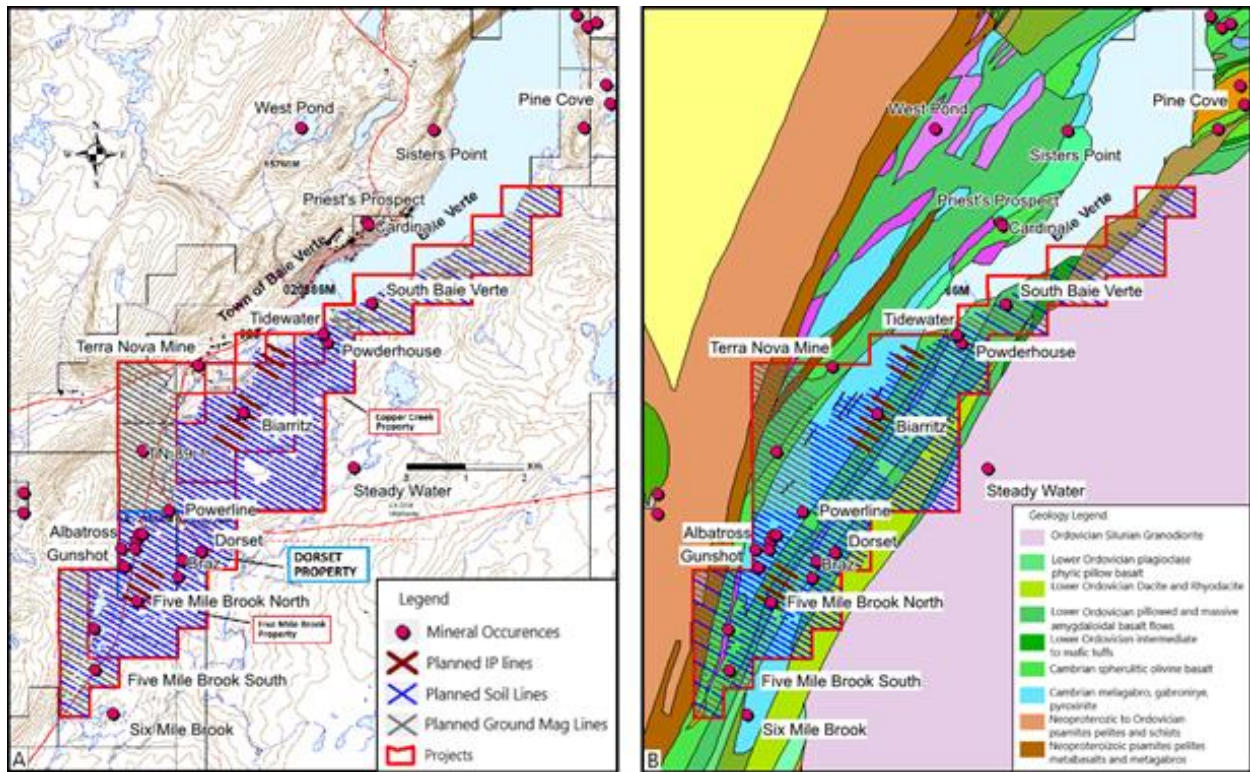 West Pond
Pine Cove
Sisters Point
Priest's Prospect
Cardinale
Baie Verte
Town of Baie Verte
South Baie Verte
Tidewater
Terra Nova Mine
Powderhouse
Copper Creek
Property
Biarritz
Steady Water
Powerline
Albatross
Dorset
Gunshot
Braz
DORSET
PROPERTY
Five Mile Brook North
Five Mile Brook
Property
Five Mile Brook South
Six Mile Brook
Legend
Mineral Occurences
Planned IP lines
Planned Soil Lines
Planned Ground Mag Lines
Projects
A
West Pond
Pine Cove
Sisters Point
Priest's Prospect
Cardinale
Baie Verte
South Baie Verte
Tidewater
Terra Nova Mine
Powderhouse
Biarritz
Steady Water
Powerline
Albatross
Dorset
Gunshot
Braz
Five Mile Brook North
Five Mile Brook South
Six Mile Brook
Geology Legend
Ordovician Silurian Granodiorite
Lower Ordovician plagioclase
phyric pillow basalt
Lower Ordovician Dacite and Rhyodacite
Lower Ordovician pillowed and massive
amygdaloidal basalt flows
Lower Ordovician intermediate
to mafic tuffs
Cambrian spherulitic olivine basalt
Cambrian melagabro, gabronirye,
pyroxinite
Neoproterozic to Ordovician
psamites pelites and schists
Neoproteroizoic psamites pelites
metabasalts and metagabros
B